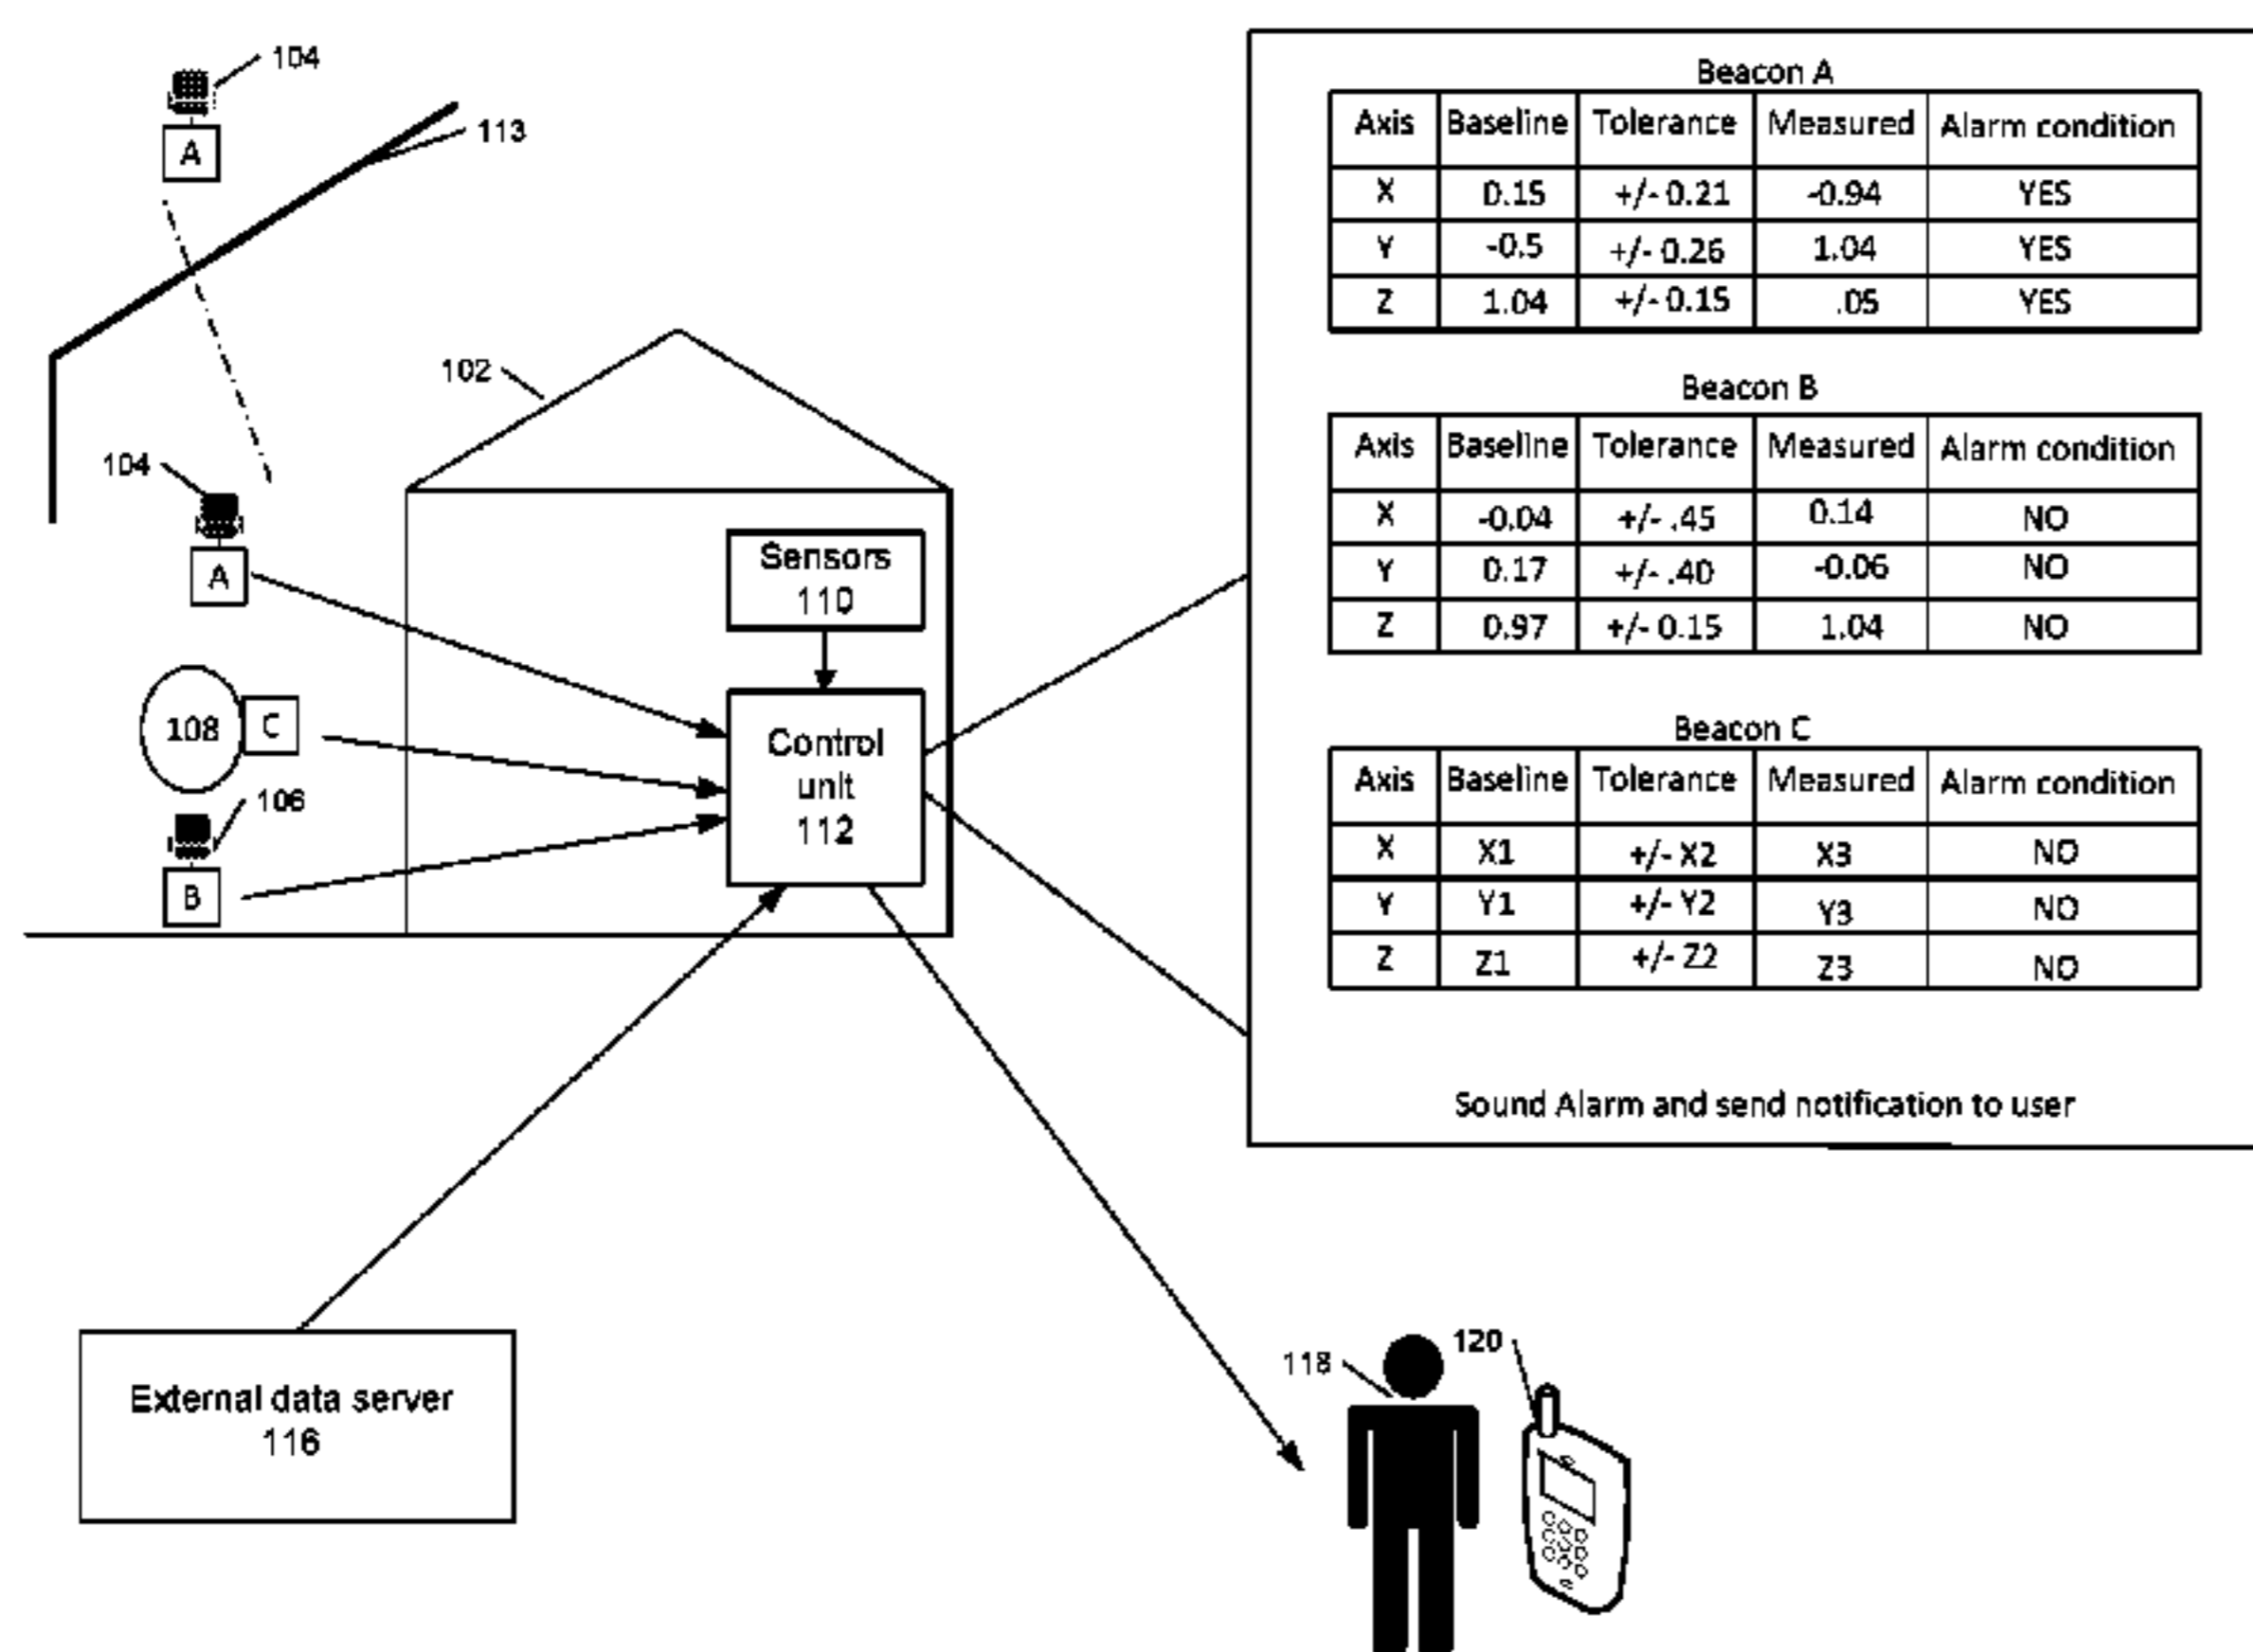 104
113
A
102
104
A
Sensors
110
108
C
Control
unit
112
106
B
Beacon A
Axis Baseline Tolerance Measured Alarm condition
X 0.15 +/- 0.21 -0.94 YES
Y -0.5 +/- 0.26 1.04 YES
Z 1.04 +/- 0.15 .05 YES
Beacon B
Axis Baseline Tolerance Measured Alarm condition
X -0.04 +/- .45 0.14 NO
Y 0.17 +/- .40 -0.06 NO
Z 0.97 +/- 0.15 1.04 NO
Beacon C
Axis Baseline Tolerance Measured Alarm condition
X X1 +/- X2 X3 NO
Y Y1 +/- Y2 Y3 NO
Z Z1 +/- Z2 Z3 NO
Sound Alarm and send notification to user
External data server
116
118
120